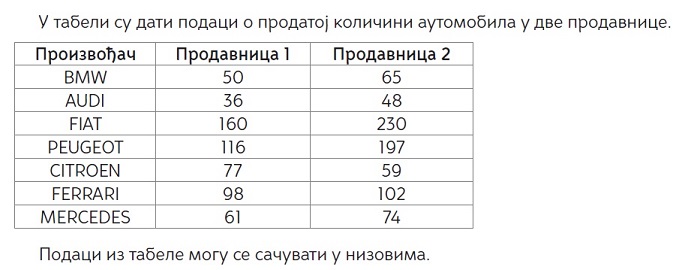 У табели су дати подаци о продатој количини аутомобила у две продавнице.
Произвођач Продавница 1 Продавница 2
BMW 50 65
AUDI 36 48
FIAT 160 230
PEUGEOT 116 197
CITROEN 77 59
FERRARI 98 102
MERCEDES 61 74
Подаци из табеле могу се сачувати у низовима.